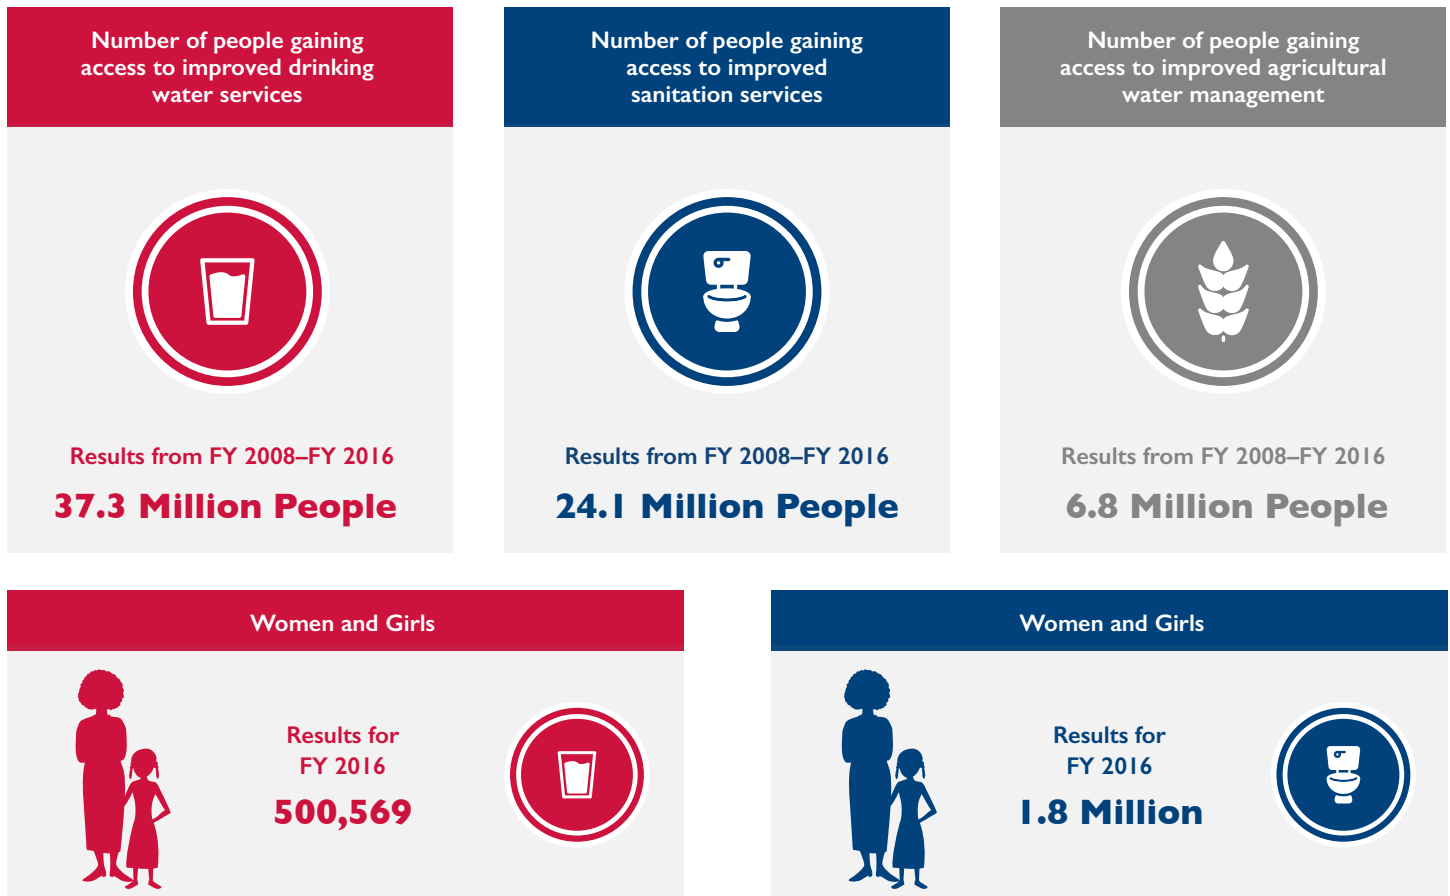 Number of people gaining
access to improved drinking
water services
Results from FY 2008–FY 2016
37.3 Million People
Number of people gaining
access to improved
sanitation services
Results from FY 2008–FY 2016
24.1 Million People
Number of people gaining
access to improved agricultural
water management
Results from FY 2008–FY 2016
6.8 Million People
Women and Girls
Results for
FY 2016
500,569
Women and Girls
Results for
FY 2016
1.8 Million